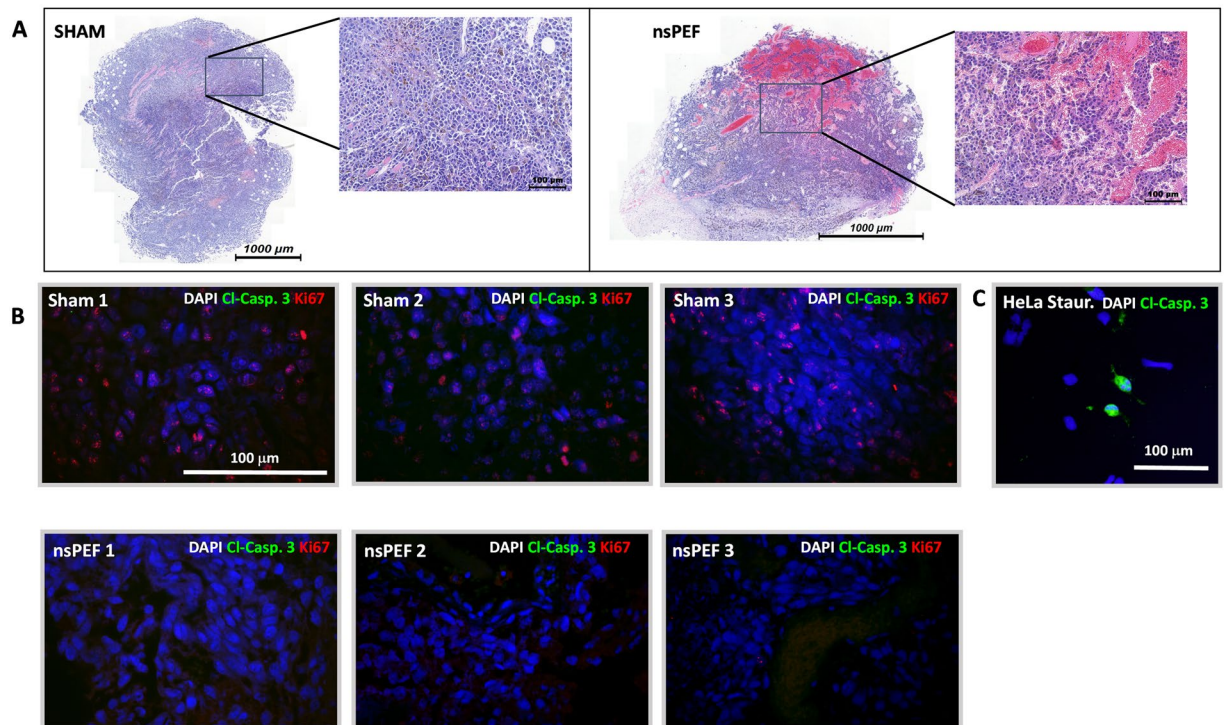 A
SHAM
100 µm
1000 µm
nsPEF
100 µm
1000 µm
B
Sham 1 DAPI Cl-Casp. 3 Ki67
Sham 2 DAPI Cl-Casp. 3 Ki67
Sham 3 DAPI Cl-Casp. 3 Ki67
100 µm
C
HeLa Staur. DAPI Cl-Casp. 3
100 µm
nsPEF 1 DAPI Cl-Casp. 3 Ki67
nsPEF 2 DAPI Cl-Casp. 3 Ki67
nsPEF 3 DAPI Cl-Casp. 3 Ki67